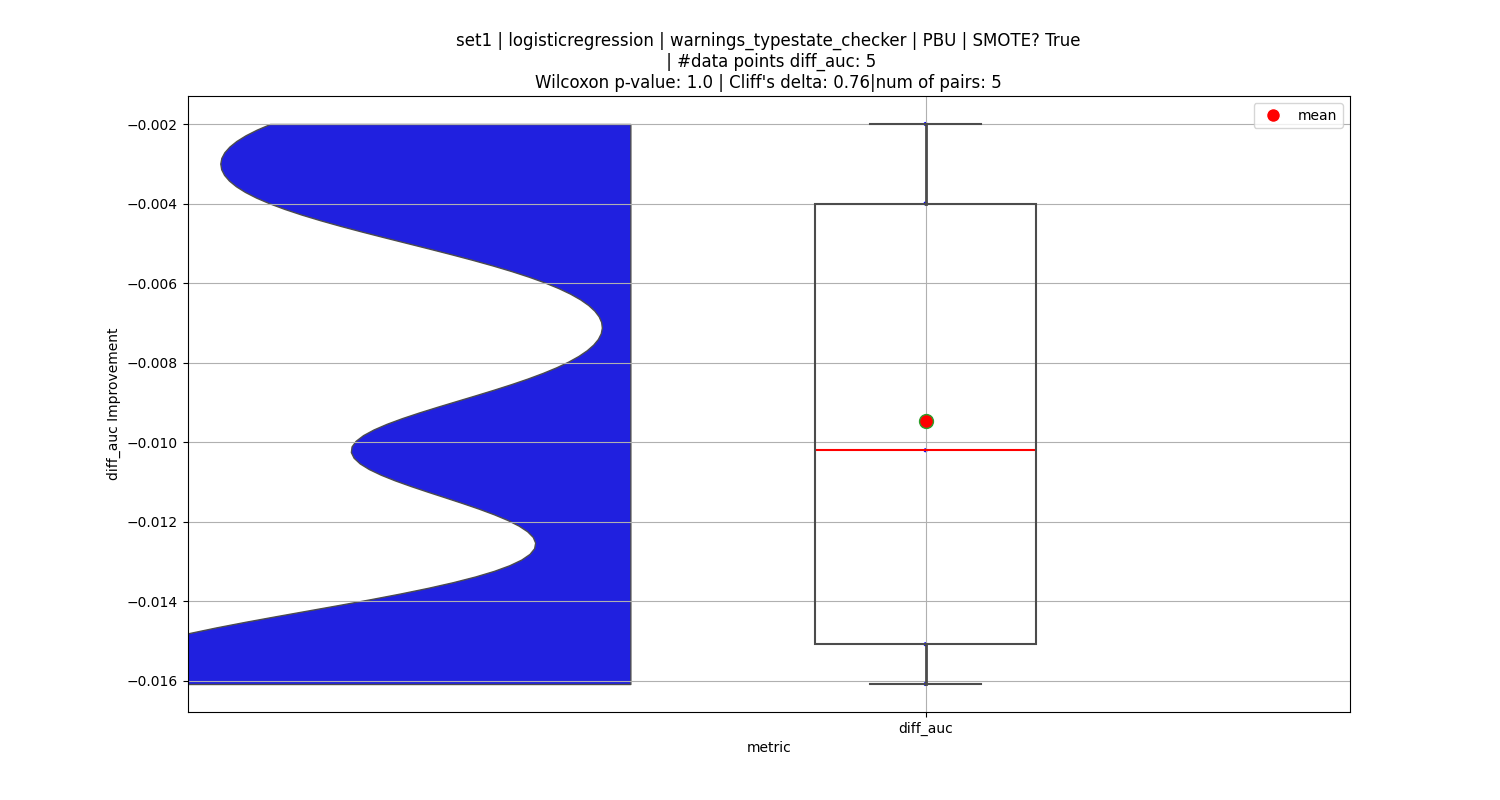 set1 | logisticregression | warnings_typestate_checker | PBU | SMOTE? True
| #data points diff_auc: 5
Wilcoxon p-value: 1.0 | Cliff's delta: 0.76|num of pairs: 5
mean
−0.002
−0.004
−0.006
−0.008
−0.010
−0.012
−0.014
−0.016
diff_auc Improvement
diff_auc
metric